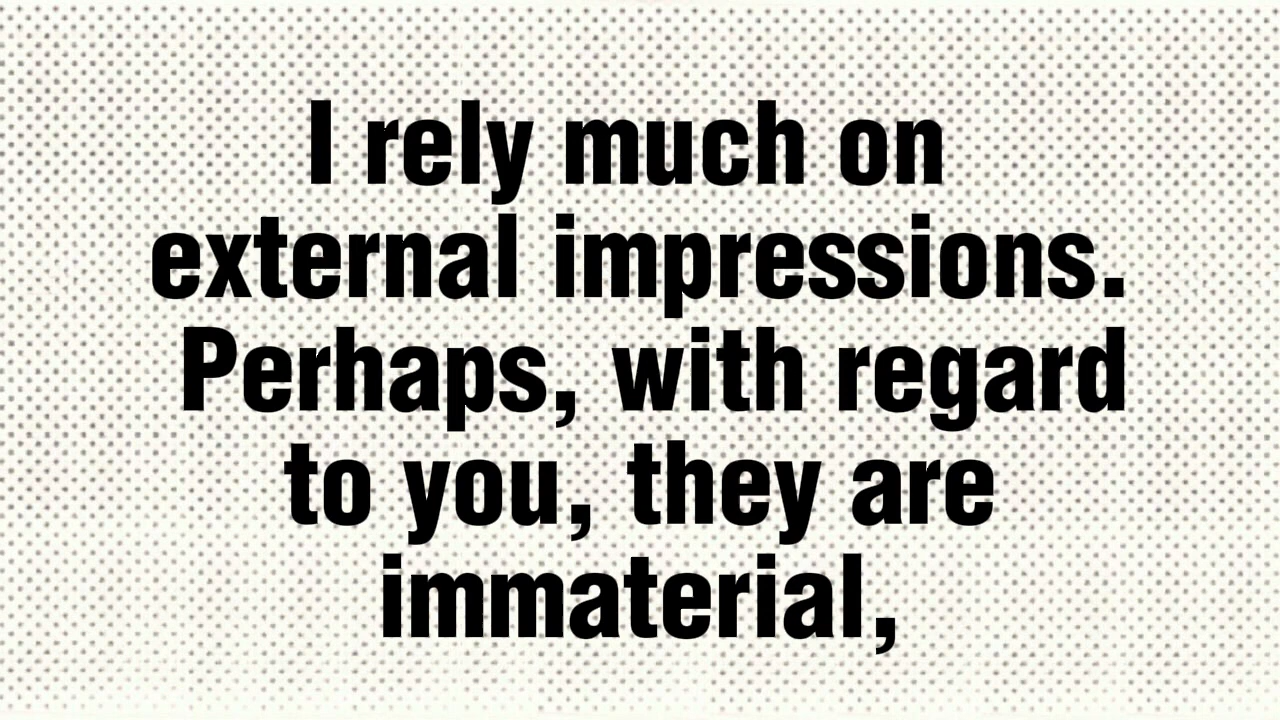 I rely much on
external impressions.
Perhaps, with regard
to you, they are
immaterial,